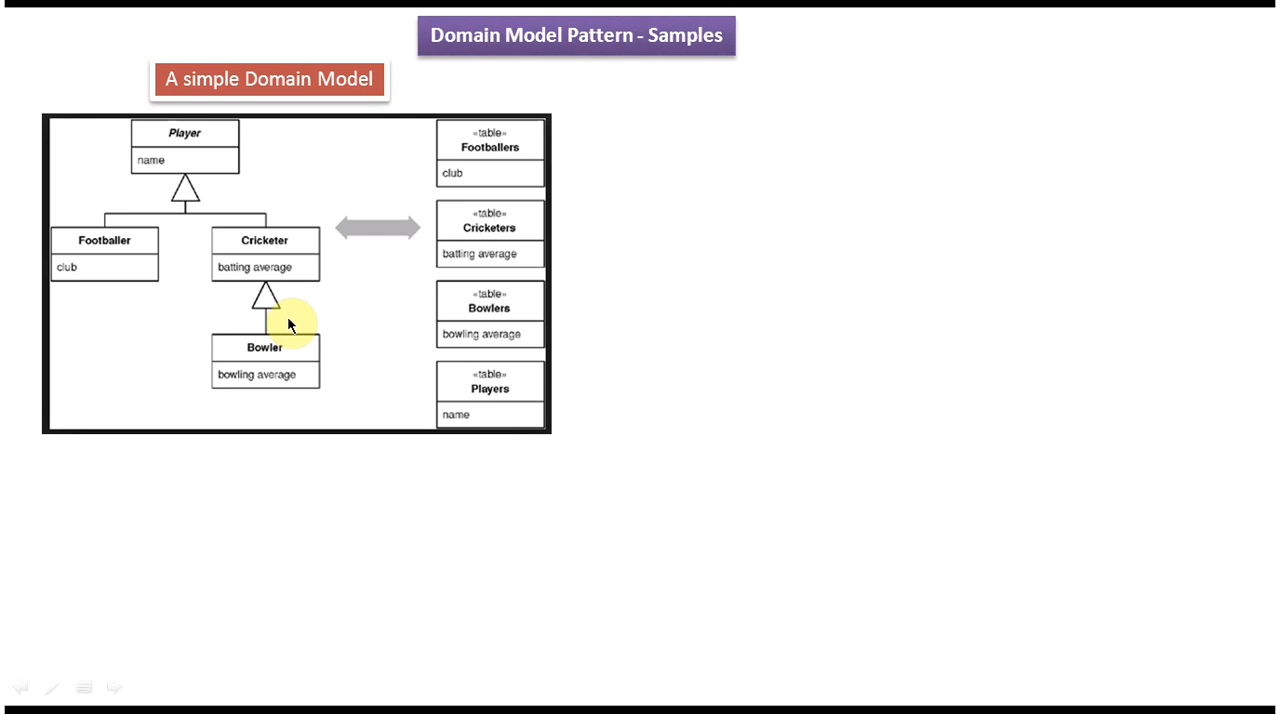 Domain Model Pattern - Samples
A simple Domain Model
Player
name
Footballer
club
Cricketer
batting average
Bowler
bowling average
«table»
Footballers
club
«table»
Cricketers
batting average
«table»
Bowlers
bowling average
«table»
Players
name